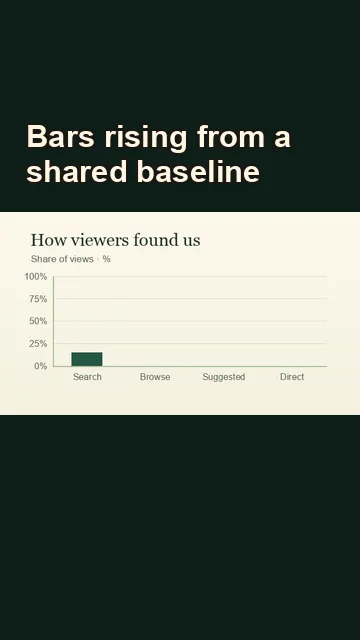 Bars rising from a
shared baseline
How viewers found us
Share of views · %
100%
75%
50%
25%
0%
Search Browse Suggested Direct